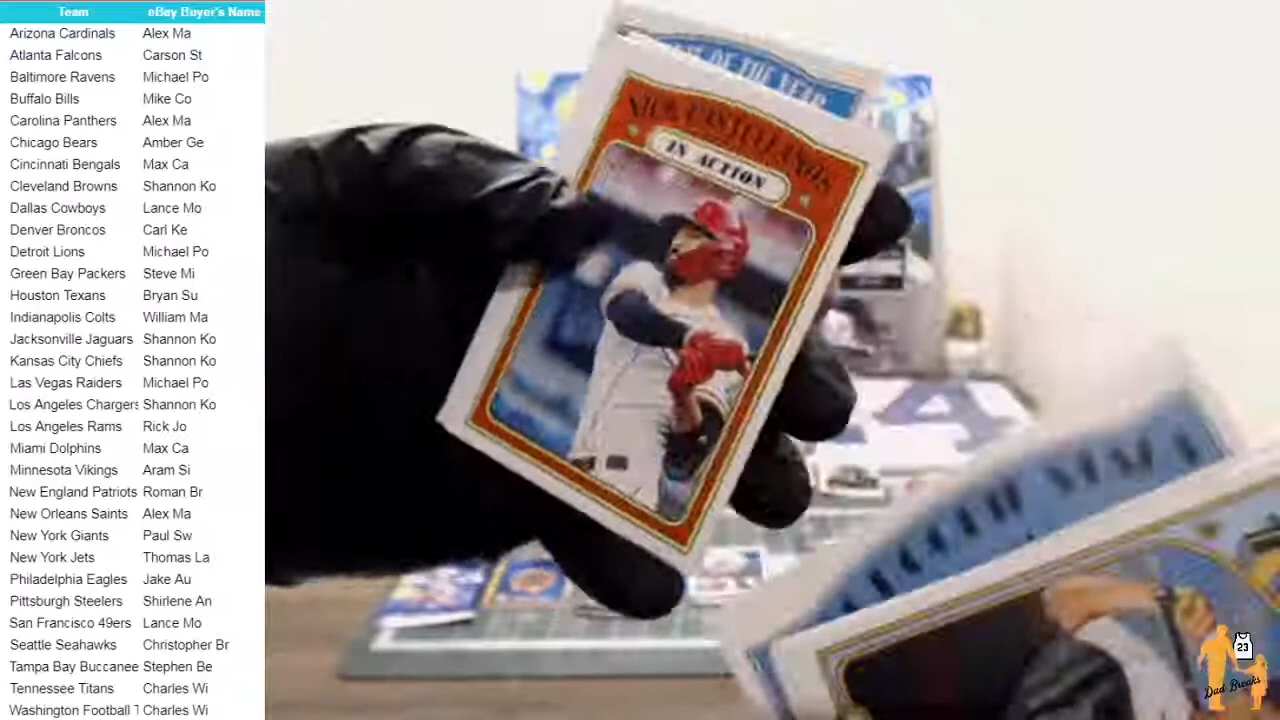 Team eBay Buyer's Name
Arizona Cardinals Alex Ma
Atlanta Falcons Carson St
Baltimore Ravens Michael Po
Buffalo Bills Mike Co
Carolina Panthers Alex Ma
Chicago Bears Amber Ge
Cincinnati Bengals Max Ca
Cleveland Browns Shannon Ko
Dallas Cowboys Lance Mo
Denver Broncos Carl Ke
Detroit Lions Michael Po
Green Bay Packers Steve Mi
Houston Texans Bryan Su
Indianapolis Colts William Ma
Jacksonville Jaguars Shannon Ko
Kansas City Chiefs Shannon Ko
Las Vegas Raiders Michael Po
Los Angeles Chargers Shannon Ko
Los Angeles Rams Rick Jo
Miami Dolphins Max Ca
Minnesota Vikings Aram Si
New England Patriots Roman Br
New Orleans Saints Alex Ma
New York Giants Paul Sw
New York Jets Thomas La
Philadelphia Eagles Jake Au
Pittsburgh Steelers Shirlene An
San Francisco 49ers Lance Mo
Seattle Seahawks Christopher Br
Tampa Bay Buccanee Stephen Be
Tennessee Titans Charles Wi
Washington Football Charles Wi
OF THE
NICK CASTELLANOS
IN ACTION
23
Dad Breaks